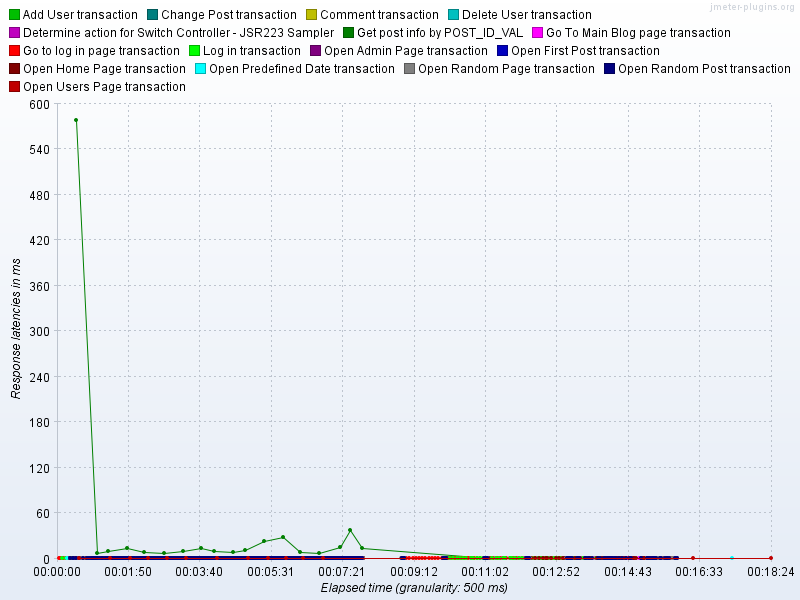 jmeter-plugins.org
Add User transaction Change Post transaction Comment transaction Delete User transaction
Determine action for Switch Controller - JSR223 Sampler Get post info by POST_ID_VAL Go To Main Blog page transaction
Go to log in page transaction Log in transaction Open Admin Page transaction Open First Post transaction
Open Home Page transaction Open Predefined Date transaction Open Random Page transaction Open Random Post transaction
Open Users Page transaction
600
540
480
420
360
300
240
180
120
60
0
Response latencies in ms
00:00:00 00:01:50 00:03:40 00:05:31 00:07:21 00:09:12 00:11:02 00:12:52 00:14:43 00:16:33 00:18:24
Elapsed time (granularity: 500 ms)